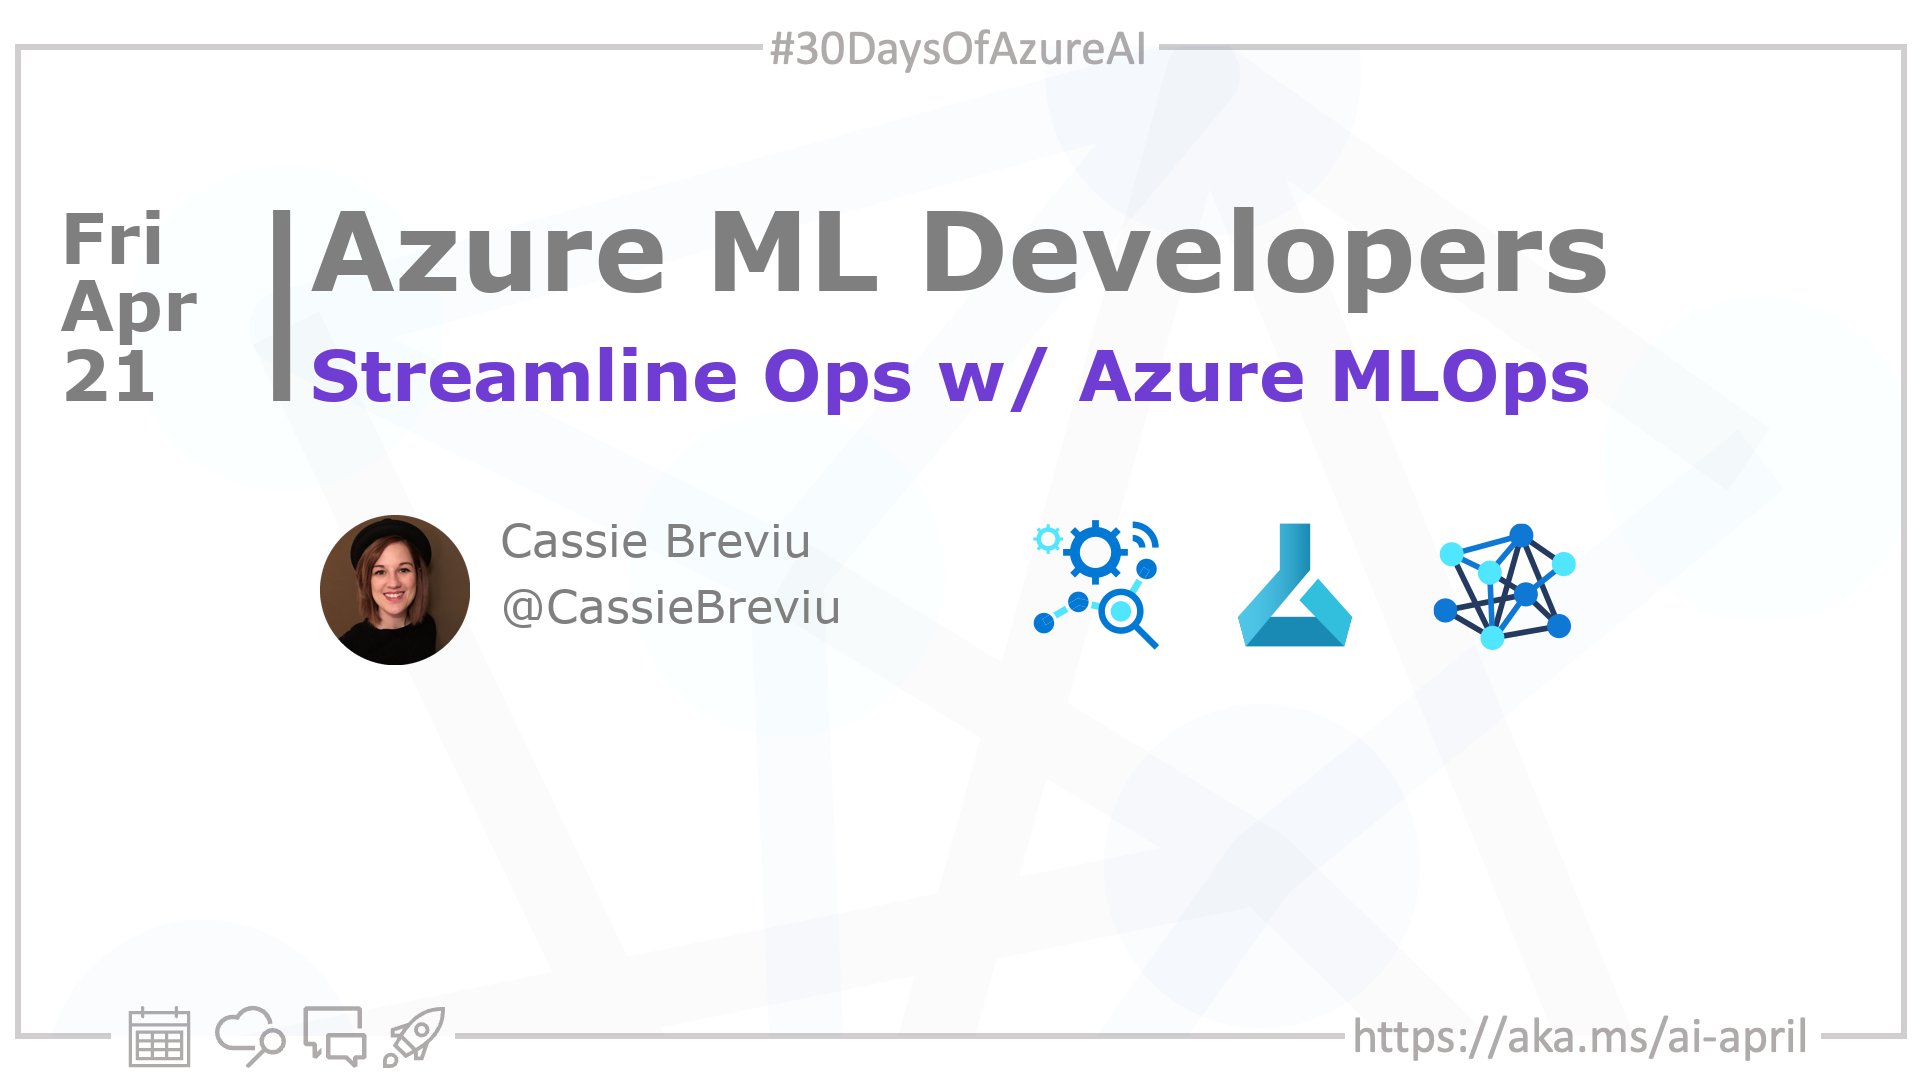 #30DaysOfAzureAI
Fri
Apr
21
Azure ML Developers
Streamline Ops w/ Azure MLOps
Cassie Breviu
@CassieBreviu
https://aka.ms/ai-april